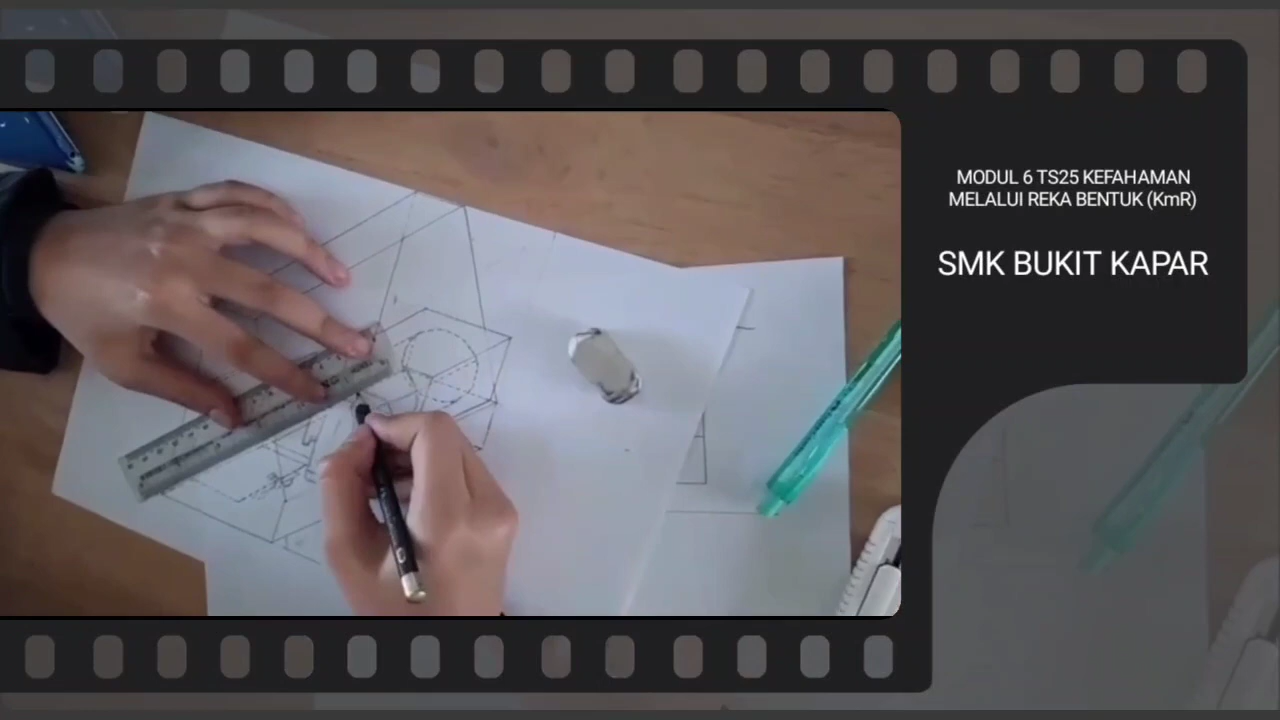 MODUL 6 TS25 KEFAHAMAN
MELALUI REKA BENTUK (KmR)
SMK BUKIT KAPAR